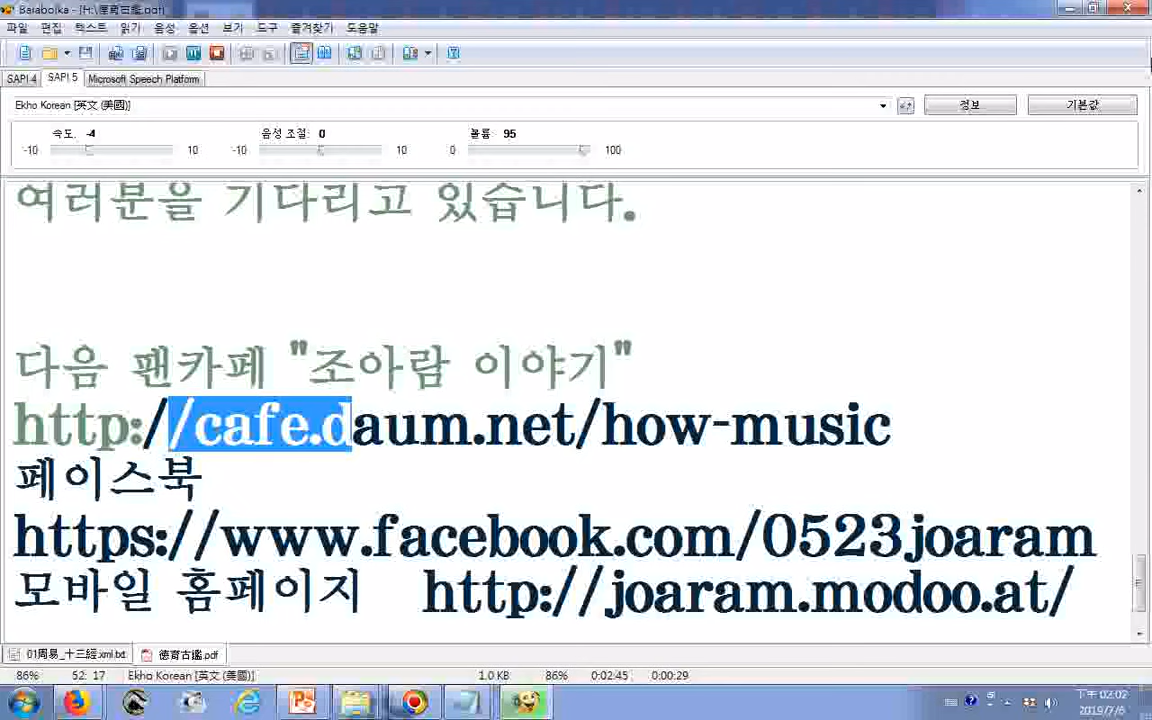 Balabolka - [H:\德育古鑑.pdf]
파일 편집 텍스트 읽기 음성 옵션 보기 도구 즐겨찾기 도움말
SAPI 4 SAPI 5 Microsoft Speech Platform
Ekho Korean [英文 (美國)] 정보 기본값
속도: -4 음성 조절: 0 볼륨: 95
-10 10 -10 10 0 100
여러분을 기다리고 있습니다.
다음 팬카페 "조아람 이야기"
http://cafe.daum.net/how-music
페이스북
https://www.facebook.com/0523joaram
모바일 홈페이지 http://joaram.modoo.at/
01周易_十三經.xml.txt 德育古鑑.pdf
86% 52: 17 Ekho Korean [英文 (美國)] 1.0 KB 86% 0:02:45 0:00:29
下午 02:02
2019/7/6